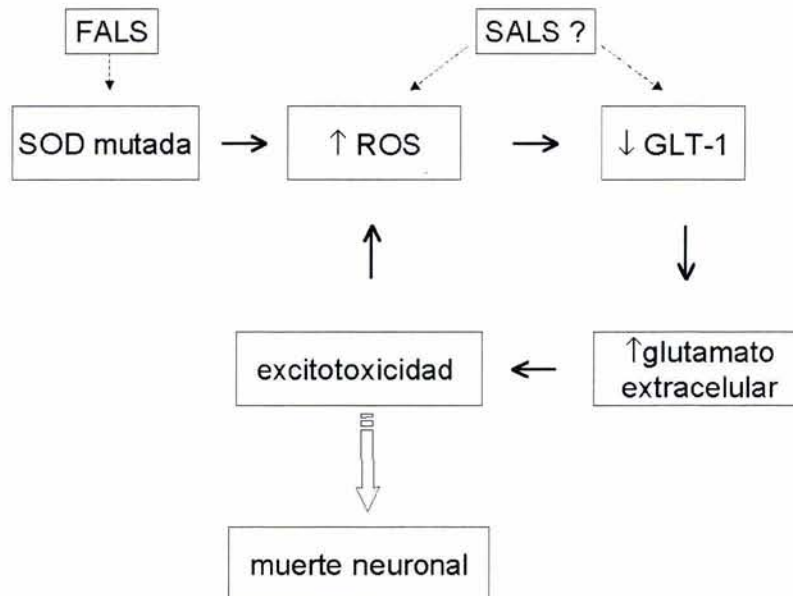 FALS
SALS ?
SOD mutada
↑ ROS
↓ GLT-1
excitotoxicidad
↑glutamato
extracelular
muerte neuronal